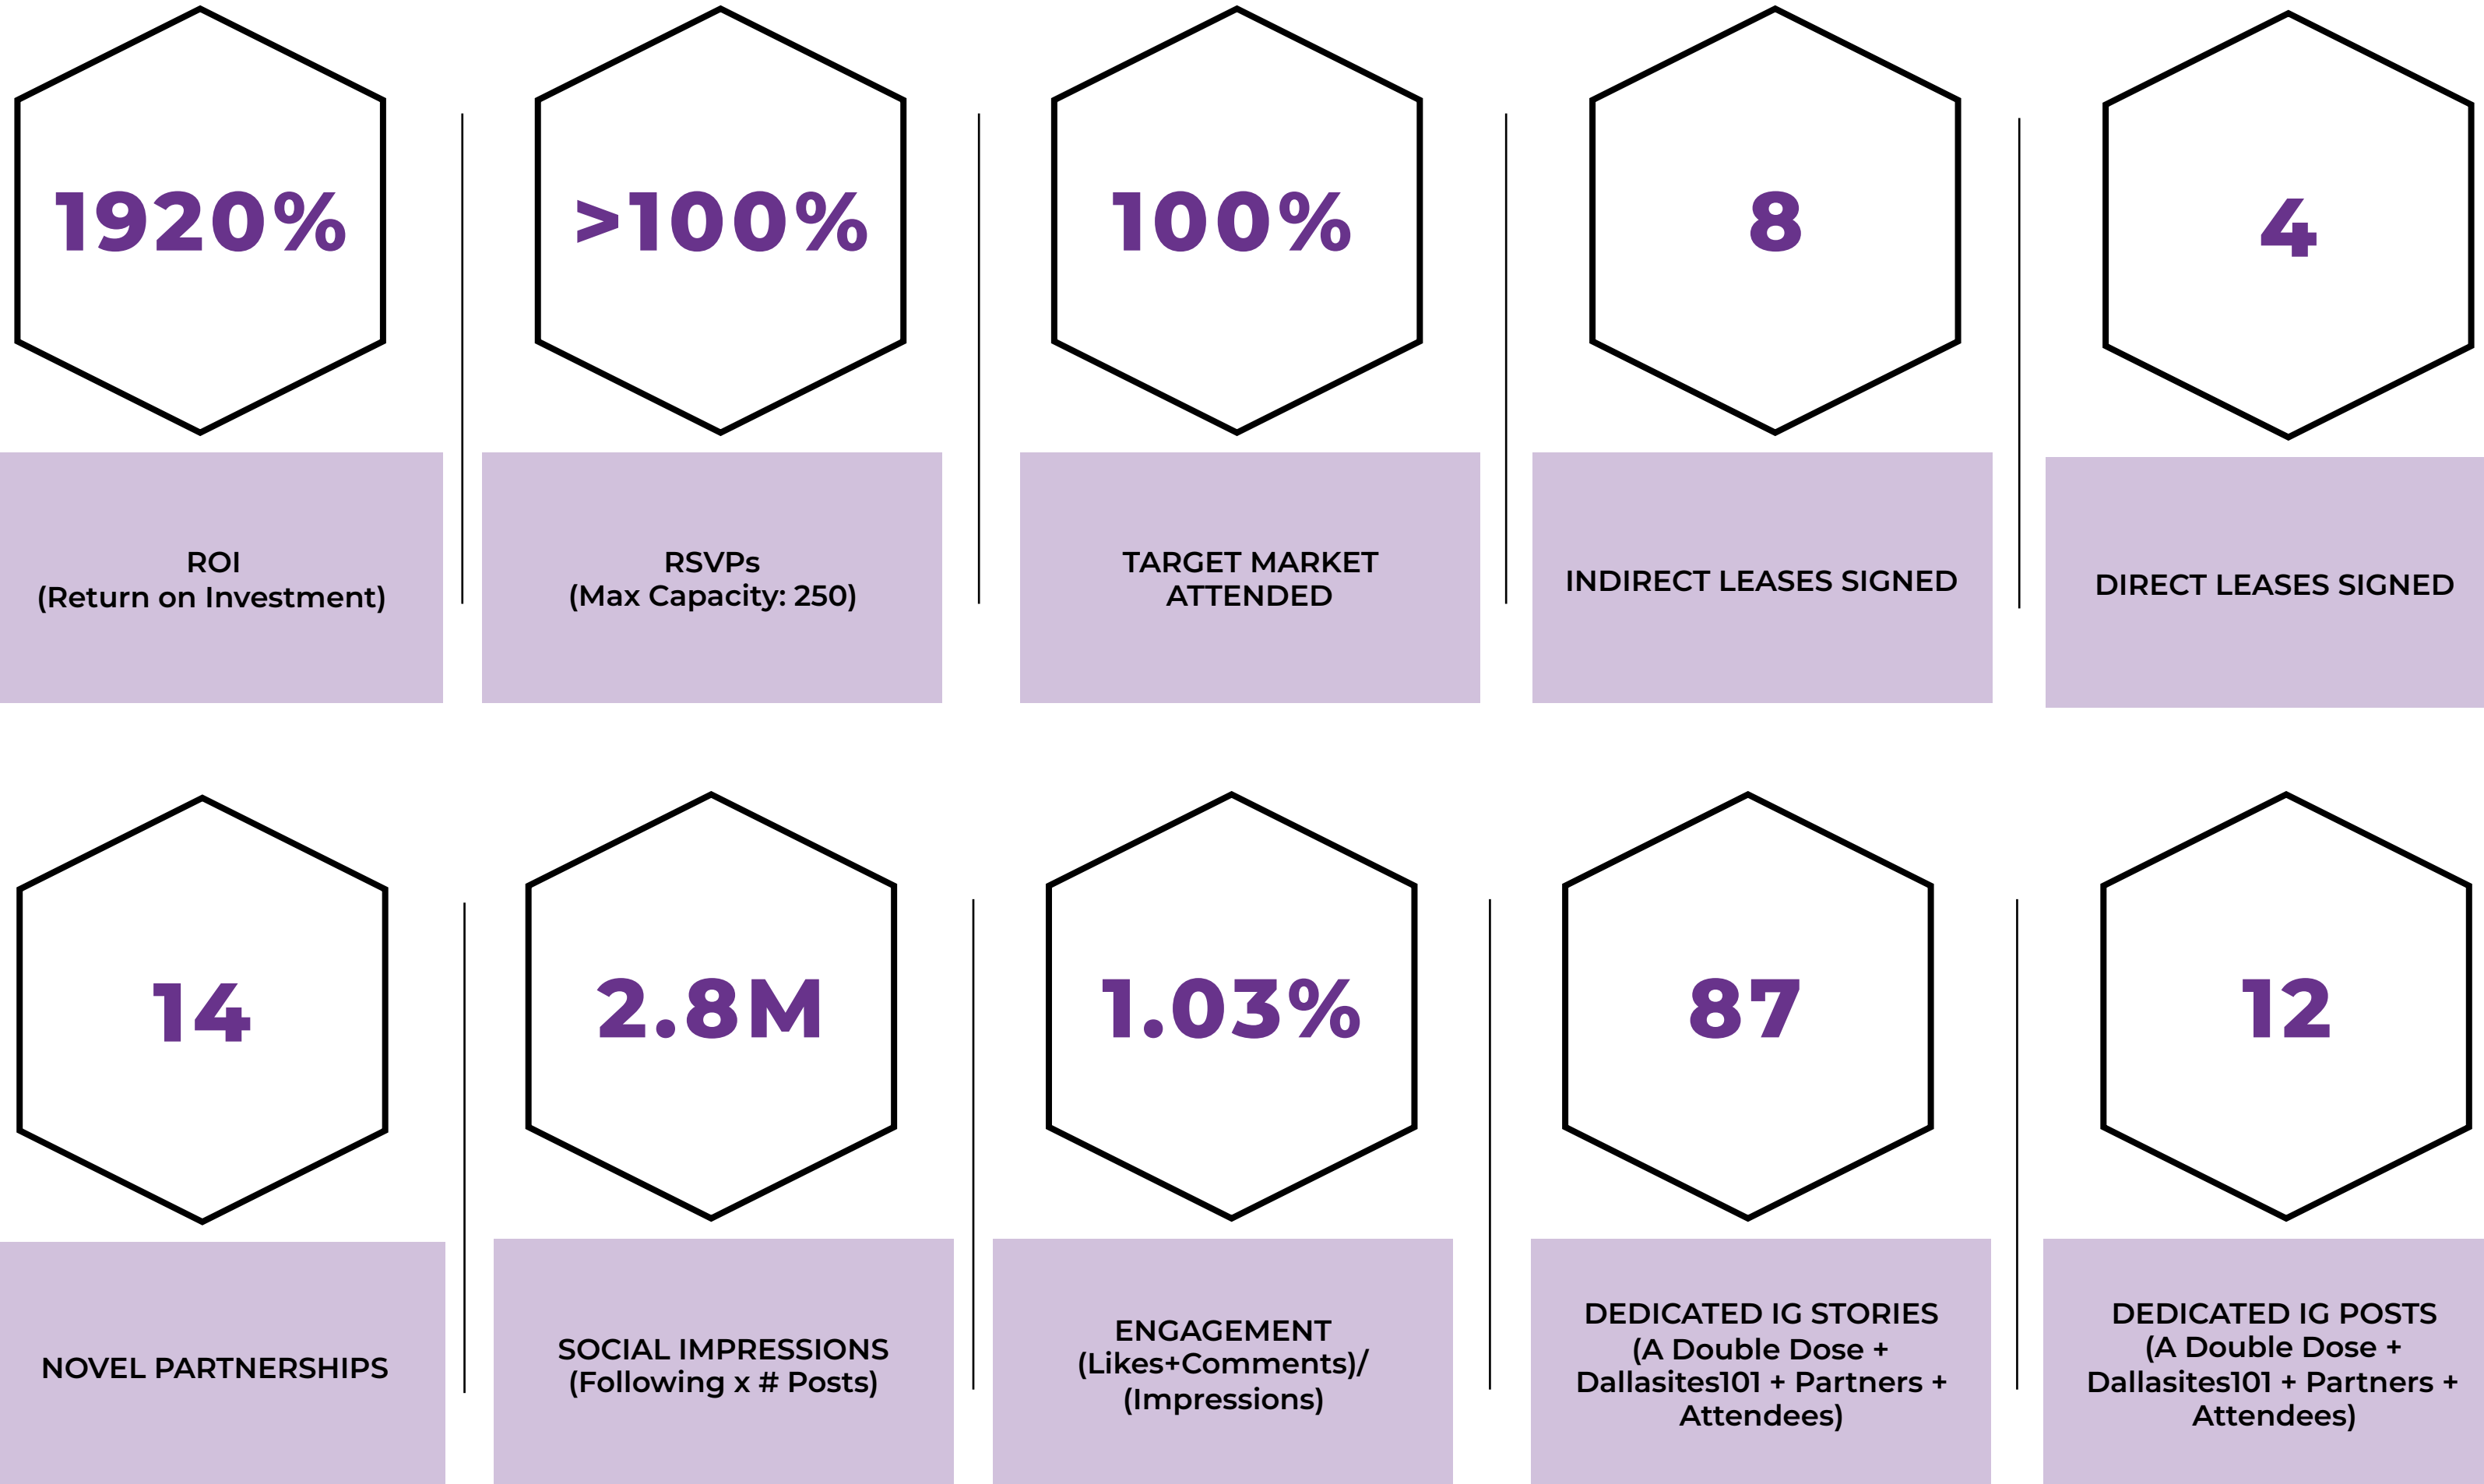 1920%
ROI
(Return on Investment)
>100%
RSVPs
(Max Capacity: 250)
100%
TARGET MARKET
ATTENDED
8
INDIRECT LEASES SIGNED
4
DIRECT LEASES SIGNED
14
NOVEL PARTNERSHIPS
2.8M
SOCIAL IMPRESSIONS
(Following x # Posts)
1.03%
ENGAGEMENT
(Likes+Comments)/
(Impressions)
87
DEDICATED IG STORIES
(A Double Dose +
Dallasites101 + Partners +
Attendees)
12
DEDICATED IG POSTS
(A Double Dose +
Dallasites101 + Partners +
Attendees)